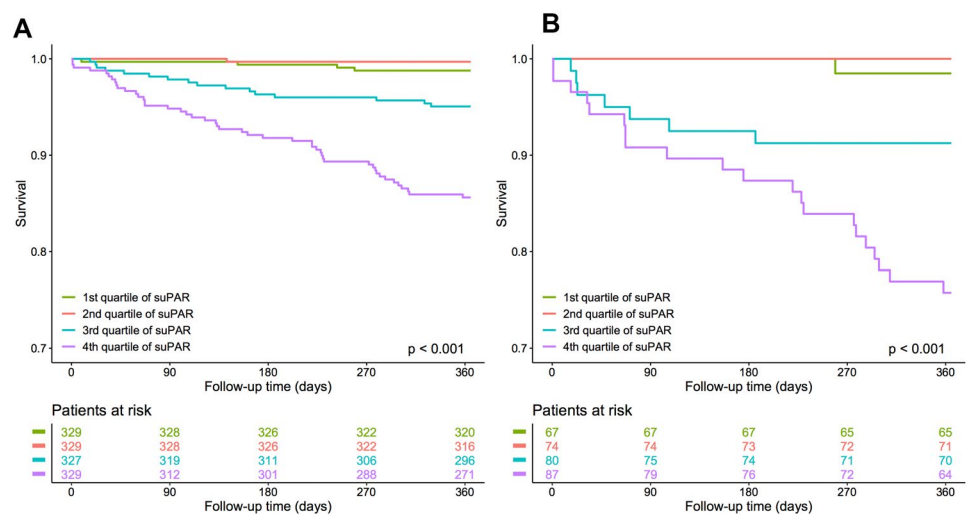 A
1.0
0.9
0.8
0.7
Survival
1st quartile of suPAR
2nd quartile of suPAR
3rd quartile of suPAR
4th quartile of suPAR
p < 0.001
0 90 180 270 360
Follow-up time (days)
Patients at risk
329 328 326 322 320
329 328 326 322 316
327 319 311 306 296
329 312 301 288 271
0 90 180 270 360
Follow-up time (days)
B
1.0
0.9
0.8
0.7
Survival
1st quartile of suPAR
2nd quartile of suPAR
3rd quartile of suPAR
4th quartile of suPAR
p < 0.001
0 90 180 270 360
Follow-up time (days)
Patients at risk
67 67 67 65 65
74 74 73 72 71
80 75 74 71 70
87 79 76 72 64
0 90 180 270 360
Follow-up time (days)